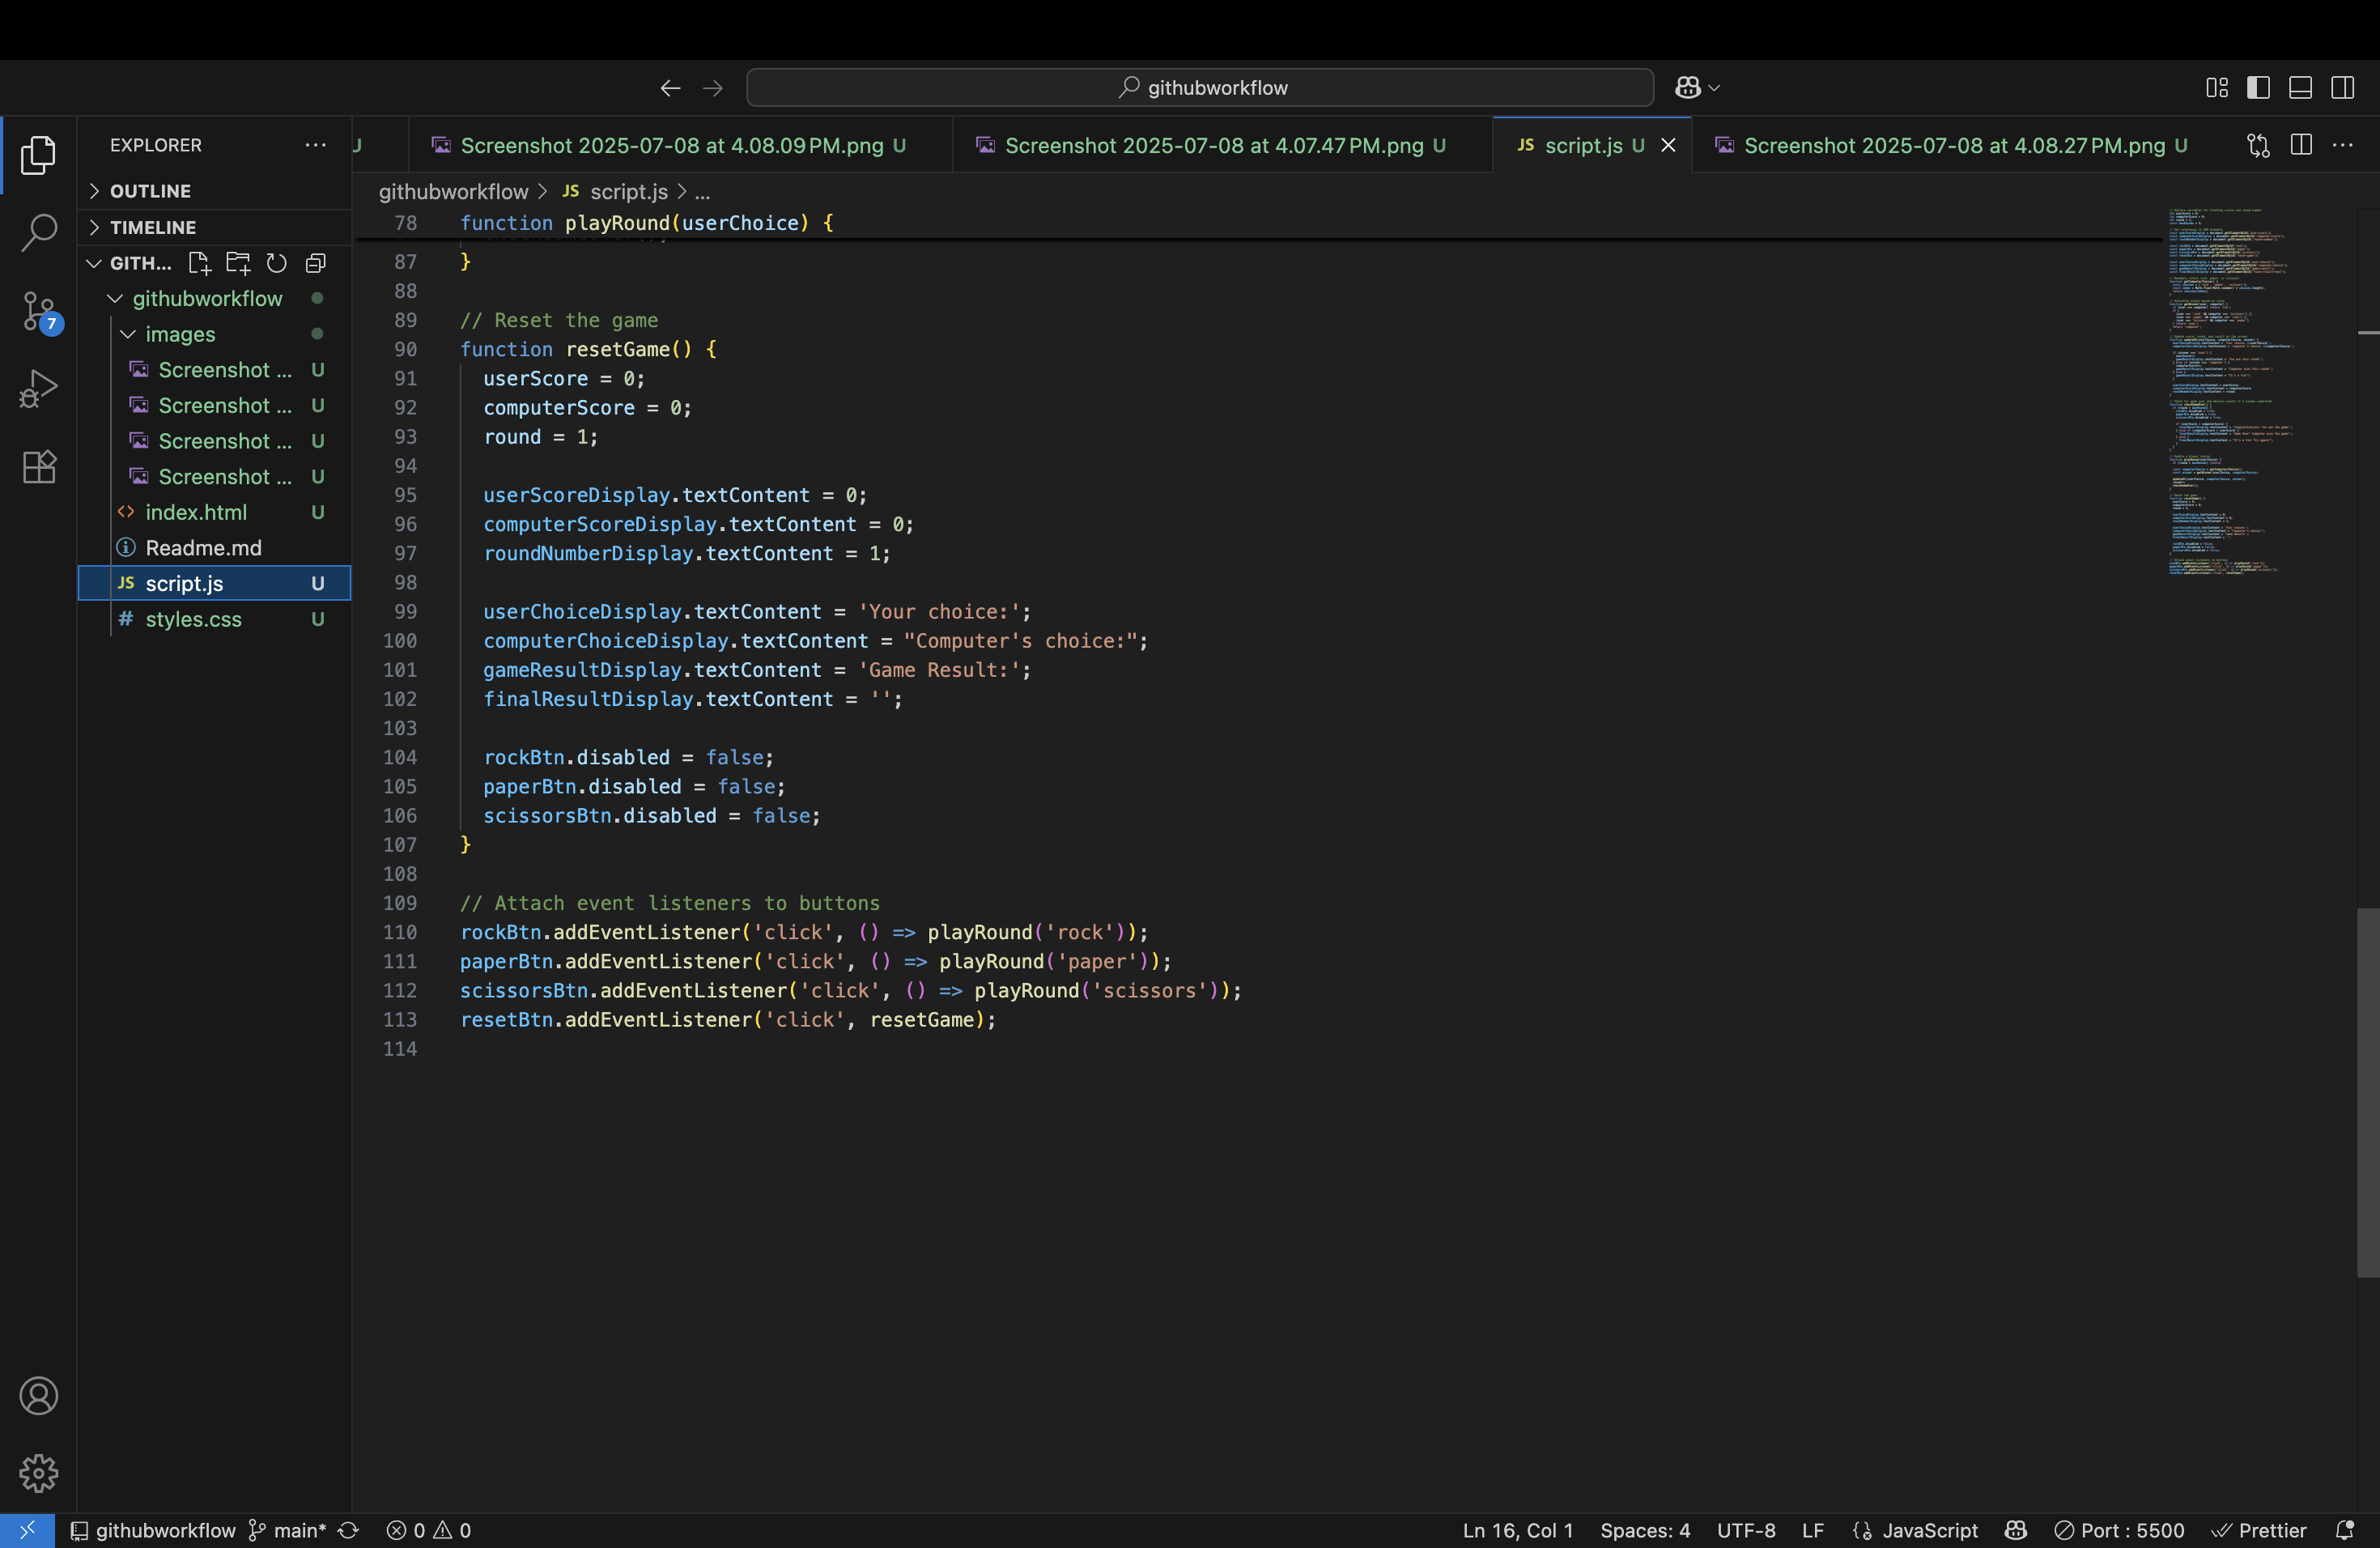 githubworkflow
EXPLORER
U
Screenshot 2025-07-08 at 4.08.09 PM.png U
Screenshot 2025-07-08 at 4.07.47 PM.png U
JS script.js U
Screenshot 2025-07-08 at 4.08.27 PM.png U
OUTLINE
TIMELINE
GITH...
githubworkflow
images
Screenshot ... U
Screenshot ... U
Screenshot ... U
Screenshot ... U
index.html U
Readme.md
JS script.js U
# styles.css U
7
githubworkflow > JS script.js > ...
78 function playRound(userChoice) {
87 }
88
89 // Reset the game
90 function resetGame() {
91 userScore = 0;
92 computerScore = 0;
93 round = 1;
94
95 userScoreDisplay.textContent = 0;
96 computerScoreDisplay.textContent = 0;
97 roundNumberDisplay.textContent = 1;
98
99 userChoiceDisplay.textContent = 'Your choice:';
100 computerChoiceDisplay.textContent = "Computer's choice:";
101 gameResultDisplay.textContent = 'Game Result:';
102 finalResultDisplay.textContent = '';
103
104 rockBtn.disabled = false;
105 paperBtn.disabled = false;
106 scissorsBtn.disabled = false;
107 }
108
109 // Attach event listeners to buttons
110 rockBtn.addEventListener('click', () => playRound('rock'));
111 paperBtn.addEventListener('click', () => playRound('paper'));
112 scissorsBtn.addEventListener('click', () => playRound('scissors'));
113 resetBtn.addEventListener('click', resetGame);
114
githubworkflow main* 0 0 Ln 16, Col 1 Spaces: 4 UTF-8 LF JavaScript Port : 5500 Prettier